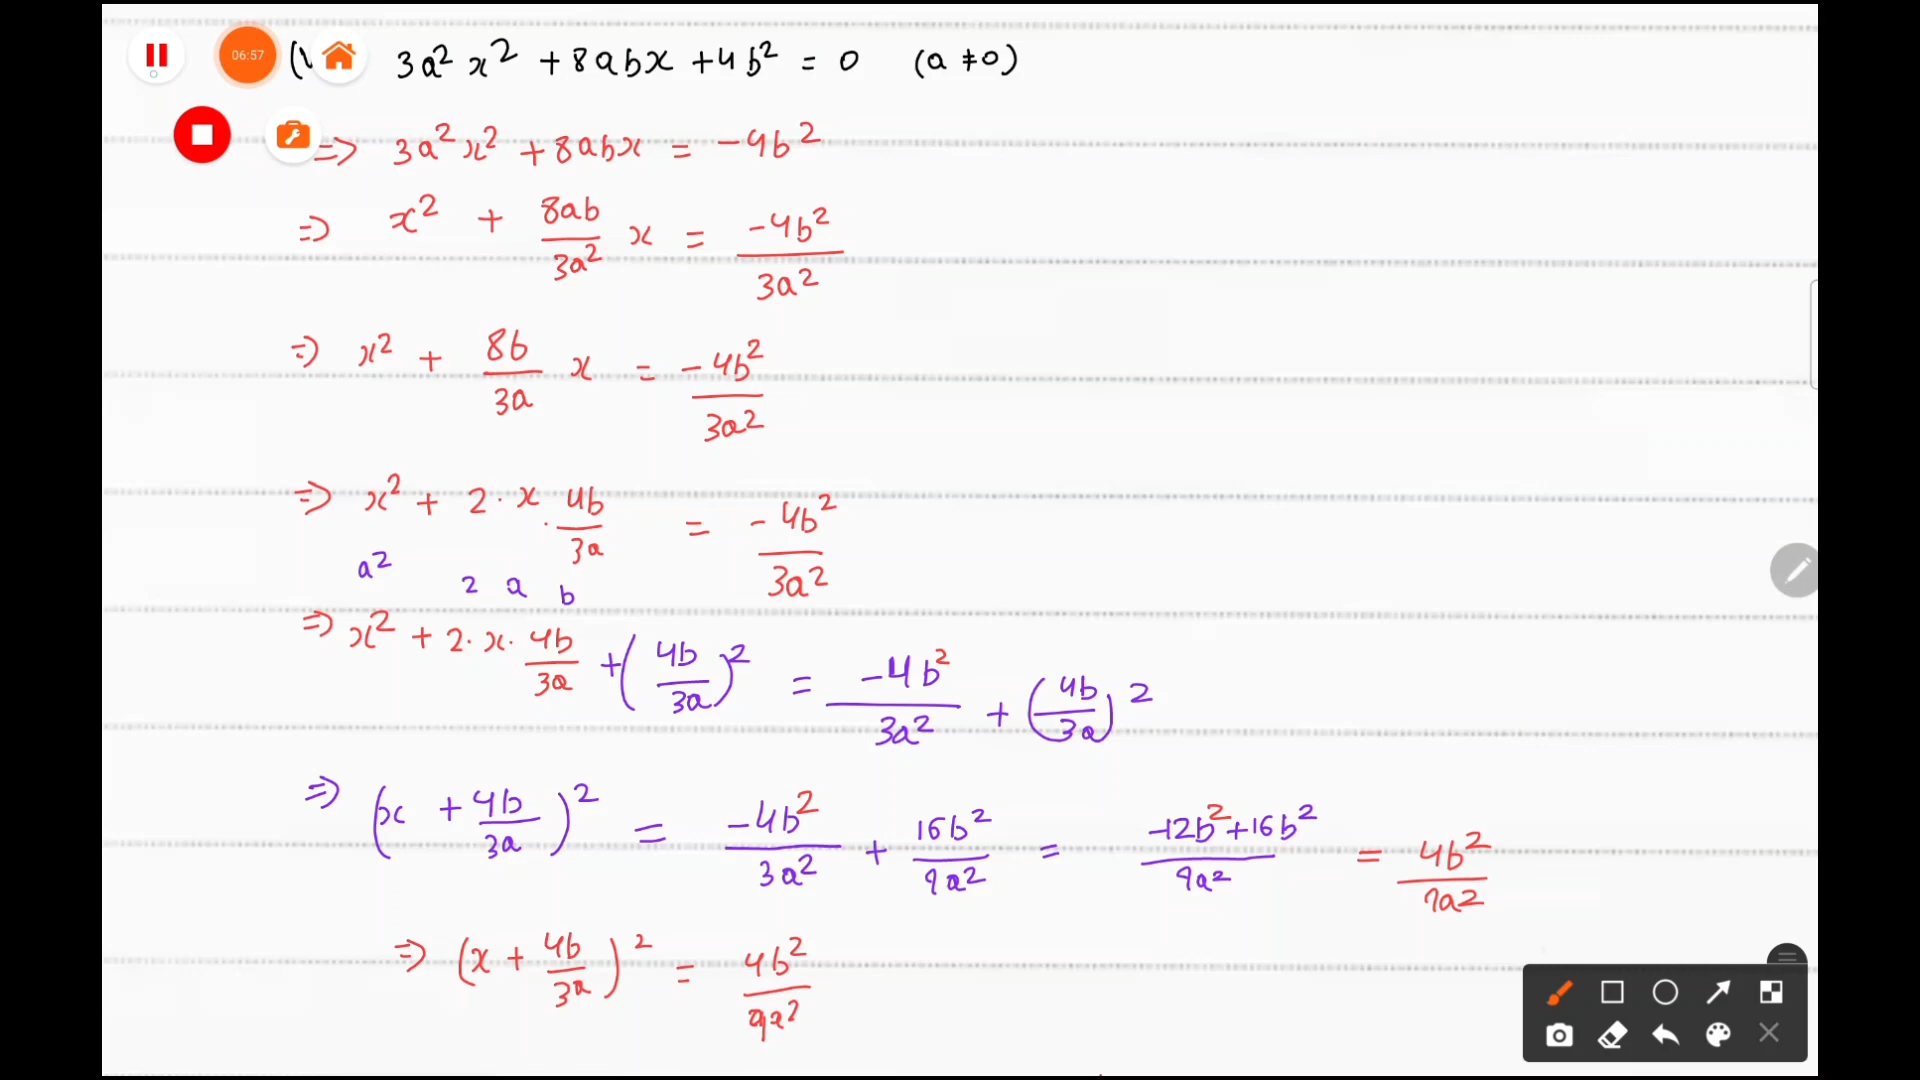 06:57
( 3a² x² + 8abx + 4b² = 0 (a ≠ 0)
=> 3a² x² + 8abx = -4b²
=> x² + 8ab/3a² x = -4b²/3a²
=> x² + 8b/3a x = -4b²/3a²
=> x² + 2 · x · 4b/3a = -4b²/3a²
a² 2 a b
=> x² + 2 · x · 4b/3a + (4b/3a)² = -4b²/3a² + (4b/3a)²
=> (x + 4b/3a)² = -4b²/3a² + 16b²/9a² = -12b² + 16b²/9a² = 4b²/9a²
=> (x + 4b/3a)² = 4b²/9a²